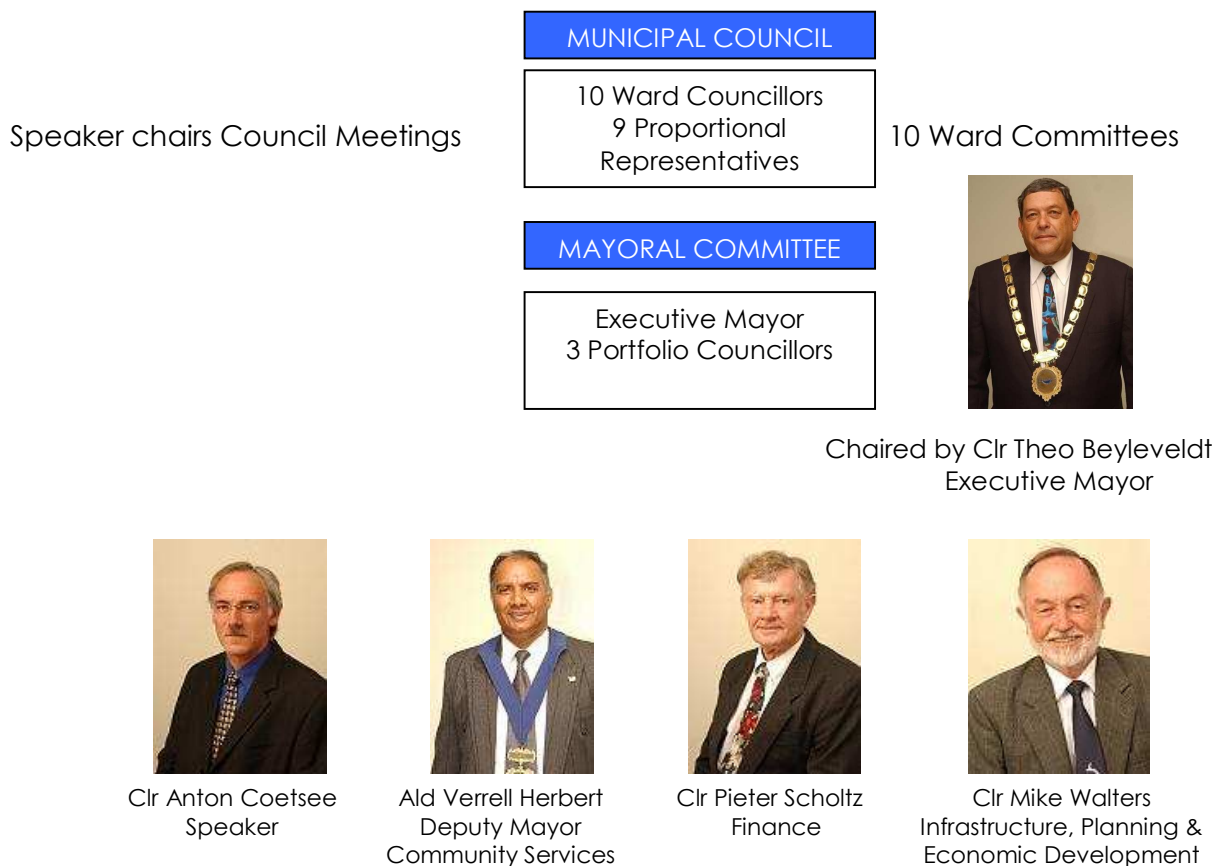 MUNICIPAL COUNCIL
10 Ward Councillors
9 Proportional
Representatives
Speaker chairs Council Meetings
10 Ward Committees
MAYORAL COMMITTEE
Executive Mayor
3 Portfolio Councillors
Chaired by Clr Theo Beyleveldt
Executive Mayor
Clr Anton Coetsee
Speaker
Ald Verrell Herbert
Deputy Mayor
Community Services
Clr Pieter Scholtz
Finance
Clr Mike Walters
Infrastructure, Planning &
Economic Development